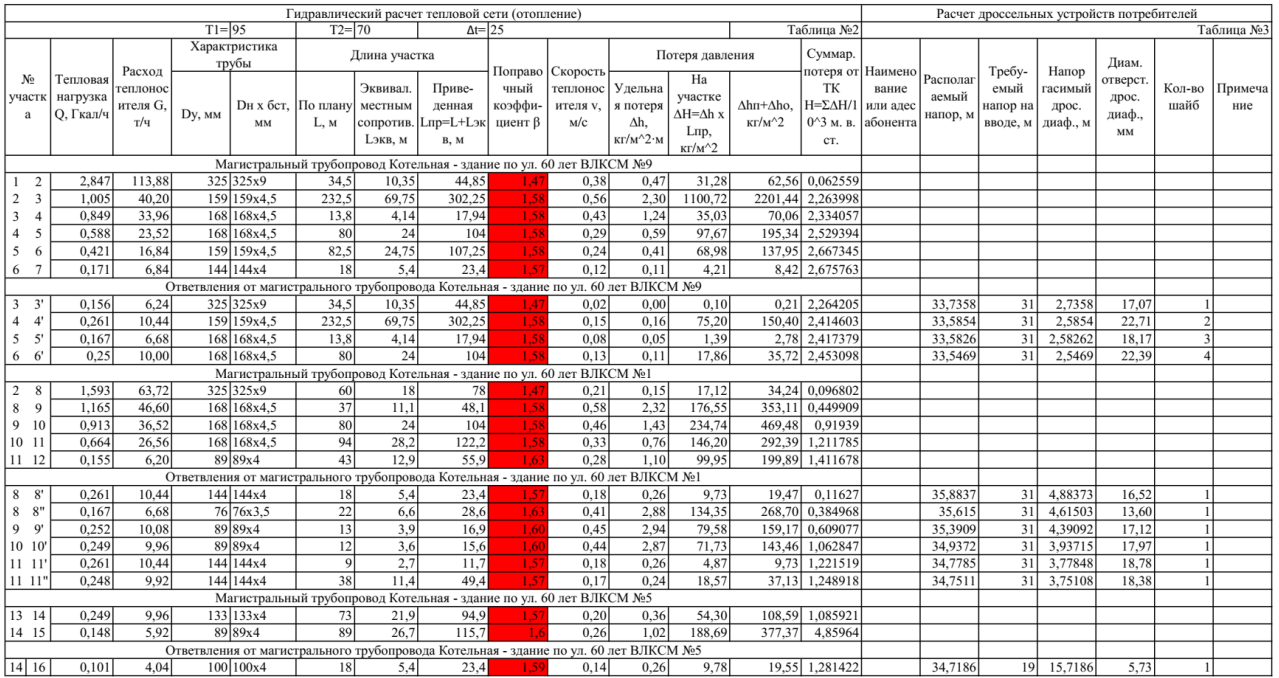 Гидравлический расчет тепловой сети (отопление) Расчет дроссельных устройств потребителей
Т1= 95 Т2= 70 Δt= 25 Таблица №2 Таблица №3
№ участка Тепловая нагрузка Q, Гкал/ч Расход теплоносителя G, т/ч Характеристика трубы Длина участка Поправочный коэффициент β Скорость теплоносителя v, м/с Потеря давления Суммар. потеря от ТК H=ΣΔH/10^3 м. в. ст. Наименование или адес абонента Располагаемый напор, м Требуемый напор на вводе, м Напор гасимый дрос. диаф., м Диам. отверст. дрос. диаф., мм Кол-во шайб Примечание
Dy, мм Dн х бст, мм По плану L, м Эквивал. местным сопротив. Lэкв, м Приведенная Lпр=L+Lэкв, м Удельная потеря Δh, кг/м^2·м На участке ΔH=Δh x Lпр, кг/м^2 Δhп+Δho, кг/м^2
Магистральный трубопровод Котельная - здание по ул. 60 лет ВЛКСМ №9
1 2 2,847 113,88 325 325х9 34,5 10,35 44,85 1,47 0,38 0,47 31,28 62,56 0,062559
2 3 1,005 40,20 159 159х4,5 232,5 69,75 302,25 1,58 0,56 2,30 1100,72 2201,44 2,263998
3 4 0,849 33,96 168 168х4,5 13,8 4,14 17,94 1,58 0,43 1,24 35,03 70,06 2,334057
4 5 0,588 23,52 168 168х4,5 80 24 104 1,58 0,29 0,59 97,67 195,34 2,529394
5 6 0,421 16,84 159 159х4,5 82,5 24,75 107,25 1,58 0,24 0,41 68,98 137,95 2,667345
6 7 0,171 6,84 144 144х4 18 5,4 23,4 1,57 0,12 0,11 4,21 8,42 2,675763
Ответвления от магистрального трубопровода Котельная - здание по ул. 60 лет ВЛКСМ №9
3 3' 0,156 6,24 325 325х9 34,5 10,35 44,85 1,47 0,02 0,00 0,10 0,21 2,264205 33,7358 31 2,7358 17,07 1
4 4' 0,261 10,44 159 159х4,5 232,5 69,75 302,25 1,58 0,15 0,16 75,20 150,40 2,414603 33,5854 31 2,5854 22,71 2
5 5' 0,167 6,68 168 168х4,5 13,8 4,14 17,94 1,58 0,08 0,05 1,39 2,78 2,417379 33,5826 31 2,58262 18,17 3
6 6' 0,25 10,00 168 168х4,5 80 24 104 1,58 0,13 0,11 17,86 35,72 2,453098 33,5469 31 2,5469 22,39 4
Магистральный трубопровод Котельная - здание по ул. 60 лет ВЛКСМ №1
2 8 1,593 63,72 325 325х9 60 18 78 1,47 0,21 0,15 17,12 34,24 0,096802
8 9 1,165 46,60 168 168х4,5 37 11,1 48,1 1,58 0,58 2,32 176,55 353,11 0,449909
9 10 0,913 36,52 168 168х4,5 80 24 104 1,58 0,46 1,43 234,74 469,48 0,91939
10 11 0,664 26,56 168 168х4,5 94 28,2 122,2 1,58 0,33 0,76 146,20 292,39 1,211785
11 12 0,155 6,20 89 89х4 43 12,9 55,9 1,63 0,28 1,10 99,95 199,89 1,411678
Ответвления от магистрального трубопровода Котельная - здание по ул. 60 лет ВЛКСМ №1
8 8' 0,261 10,44 144 144х4 18 5,4 23,4 1,57 0,18 0,26 9,73 19,47 0,11627 35,8837 31 4,88373 16,52 1
8 8" 0,167 6,68 76 76х3,5 22 6,6 28,6 1,63 0,41 2,88 134,35 268,70 0,384968 35,615 31 4,61503 13,60 1
9 9' 0,252 10,08 89 89х4 13 3,9 16,9 1,60 0,45 2,94 79,58 159,17 0,609077 35,3909 31 4,39092 17,12 1
10 10' 0,249 9,96 89 89х4 12 3,6 15,6 1,60 0,44 2,87 71,73 143,46 1,062847 34,9372 31 3,93715 17,97 1
11 11' 0,261 10,44 144 144х4 9 2,7 11,7 1,57 0,18 0,26 4,87 9,73 1,221519 34,7785 31 3,77848 18,78 1
11 11" 0,248 9,92 144 144х4 38 11,4 49,4 1,57 0,17 0,24 18,57 37,13 1,248918 34,7511 31 3,75108 18,38 1
Магистральный трубопровод Котельная - здание по ул. 60 лет ВЛКСМ №5
13 14 0,249 9,96 133 133х4 73 21,9 94,9 1,57 0,20 0,36 54,30 108,59 1,085921
14 15 0,148 5,92 89 89х4 89 26,7 115,7 1,6 0,26 1,02 188,69 377,37 4,85964
Ответвления от магистрального трубопровода Котельная - здание по ул. 60 лет ВЛКСМ №5
14 16 0,101 4,04 100 100х4 18 5,4 23,4 1,59 0,14 0,26 9,78 19,55 1,281422 34,7186 19 15,7186 5,73 1